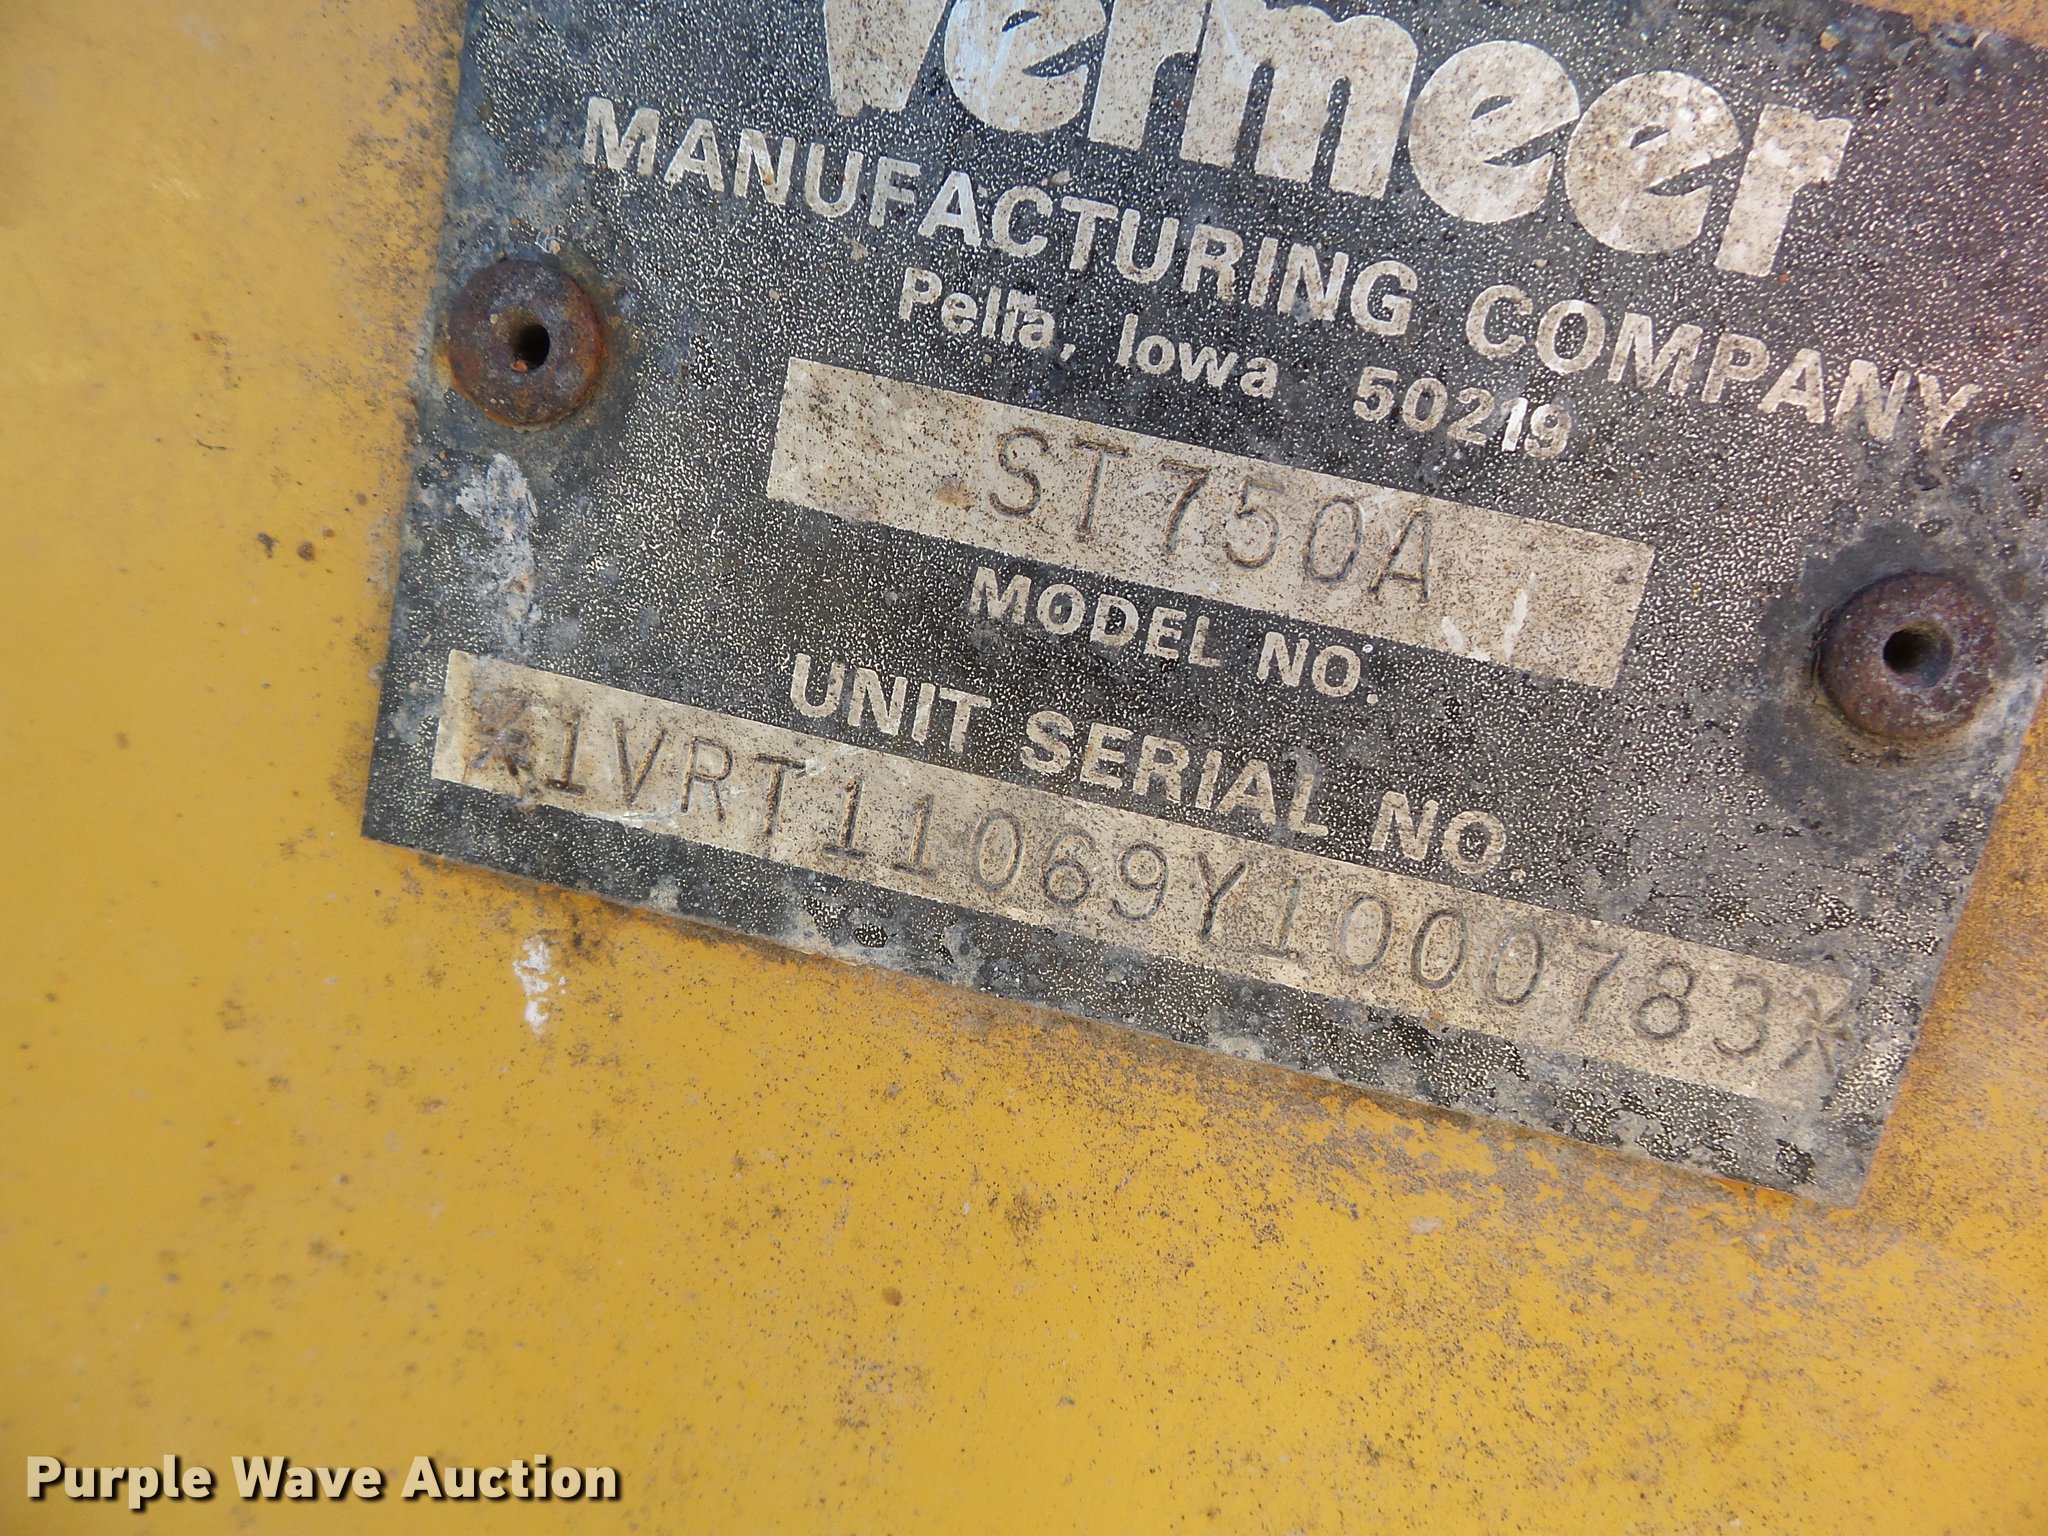 Vermeer
MANUFACTURING COMPANY
Pella, Iowa 50219
ST750A
MODEL NO.
UNIT SERIAL NO.
*1VRT11069Y1000783*
Purple Wave Auction